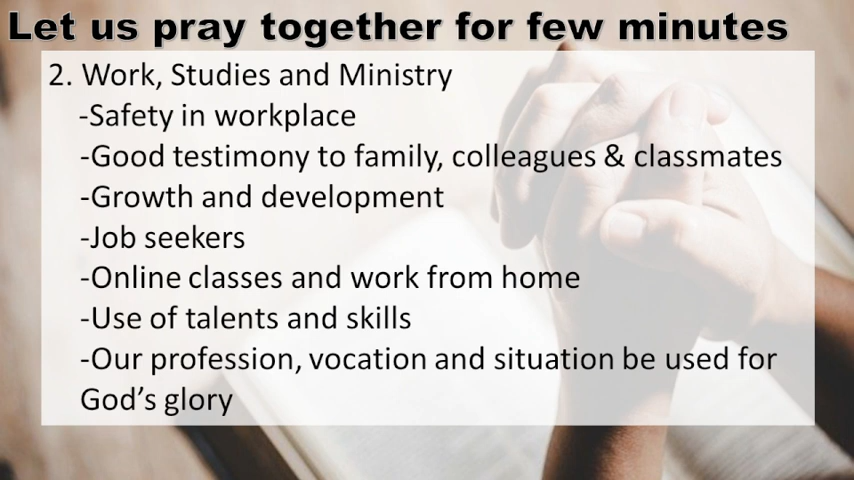 Let us pray together for few minutes
2. Work, Studies and Ministry
-Safety in workplace
-Good testimony to family, colleagues & classmates
-Growth and development
-Job seekers
-Online classes and work from home
-Use of talents and skills
-Our profession, vocation and situation be used for
God’s glory